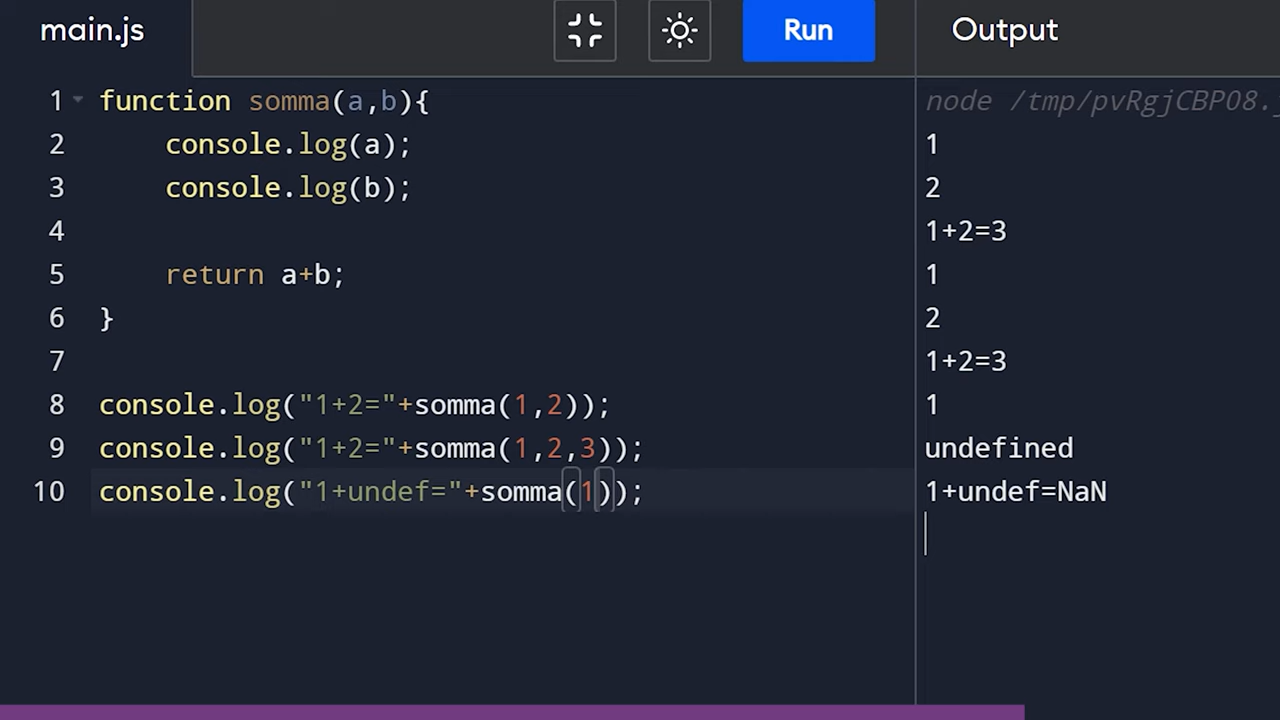 main.js
Run
Output
1 function somma(a,b){
2     console.log(a);
3     console.log(b);
4
5     return a+b;
6 }
7
8 console.log("1+2="+somma(1,2));
9 console.log("1+2="+somma(1,2,3));
10 console.log("1+undef="+somma(1));
node /tmp/pvRgjCBP08.j
1
2
1+2=3
1
2
1+2=3
1
undefined
1+undef=NaN